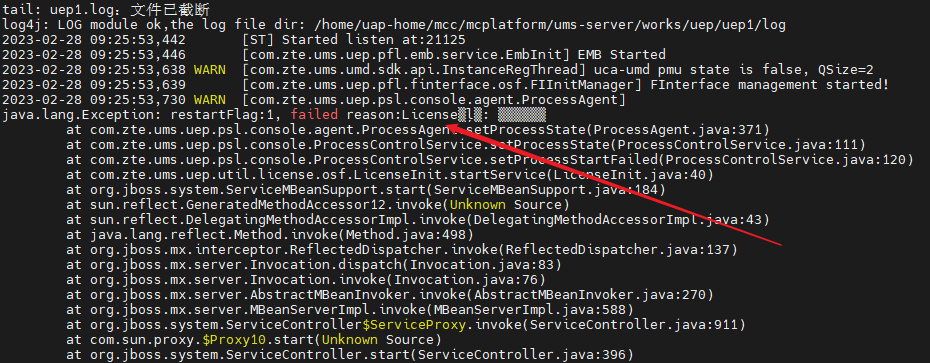 tail: uep1.log：文件已截断
log4j: LOG module ok,the log file dir: /home/uap-home/mcc/mcplatform/ums-server/works/uep/uep1/log
2023-02-28 09:25:53,442 [ST] Started listen at:21125
2023-02-28 09:25:53,446 [com.zte.ums.uep.pfl.emb.service.EmbInit] EMB Started
2023-02-28 09:25:53,638 WARN [com.zte.ums.umd.sdk.api.InstanceRegThread] uca-umd pmu state is false, QSize=2
2023-02-28 09:25:53,639 [com.zte.ums.uep.pfl.finterface.osf.FIInitManager] FInterface management started!
2023-02-28 09:25:53,730 WARN [com.zte.ums.uep.psl.console.agent.ProcessAgent]
java.lang.Exception: restartFlag:1, failed reason:License
at com.zte.ums.uep.psl.console.agent.ProcessAgent.setProcessState(ProcessAgent.java:371)
at com.zte.ums.uep.psl.console.ProcessControlService.setProcessState(ProcessControlService.java:111)
at com.zte.ums.uep.psl.console.ProcessControlService.setProcessStartFailed(ProcessControlService.java:120)
at com.zte.ums.uep.util.license.osf.LicenseInit.startService(LicenseInit.java:40)
at org.jboss.system.ServiceMBeanSupport.start(ServiceMBeanSupport.java:184)
at sun.reflect.GeneratedMethodAccessor12.invoke(Unknown Source)
at sun.reflect.DelegatingMethodAccessorImpl.invoke(DelegatingMethodAccessorImpl.java:43)
at java.lang.reflect.Method.invoke(Method.java:498)
at org.jboss.mx.interceptor.ReflectedDispatcher.invoke(ReflectedDispatcher.java:137)
at org.jboss.mx.server.Invocation.dispatch(Invocation.java:83)
at org.jboss.mx.server.Invocation.invoke(Invocation.java:76)
at org.jboss.mx.server.AbstractMBeanInvoker.invoke(AbstractMBeanInvoker.java:270)
at org.jboss.mx.server.MBeanServerImpl.invoke(MBeanServerImpl.java:588)
at org.jboss.system.ServiceController$ServiceProxy.invoke(ServiceController.java:911)
at com.sun.proxy.$Proxy10.start(Unknown Source)
at org.jboss.system.ServiceController.start(ServiceController.java:396)